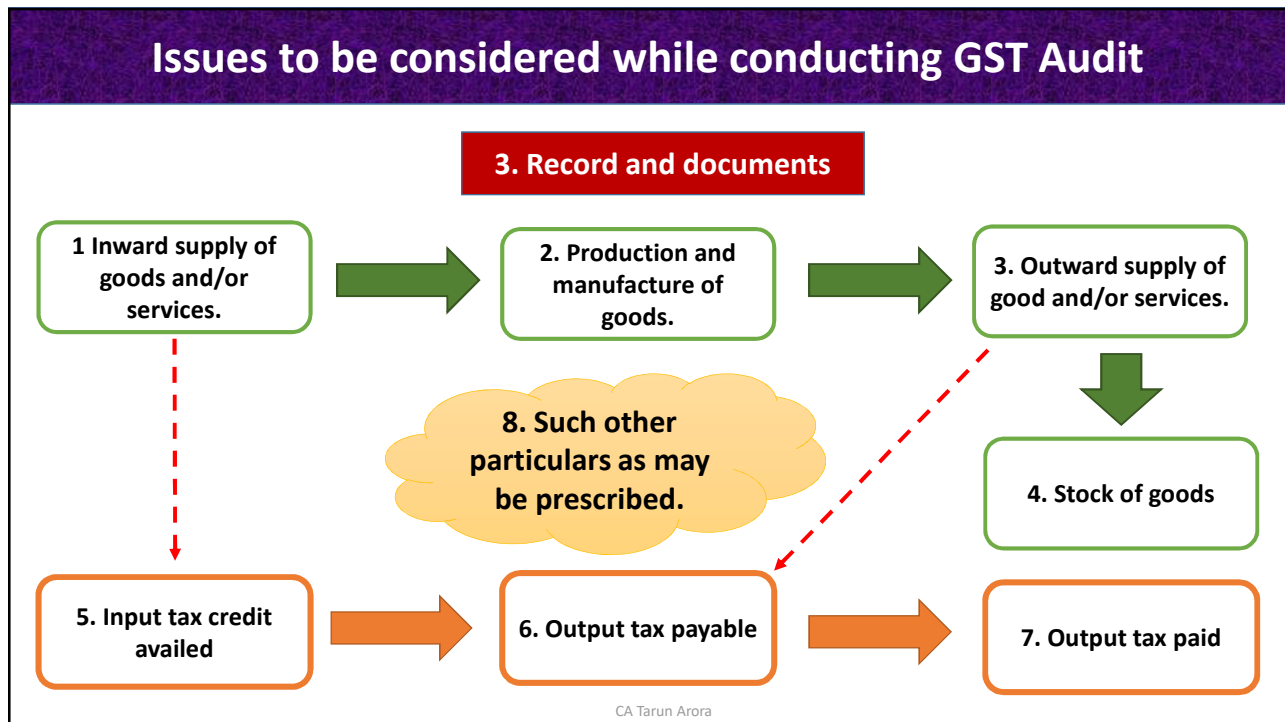 Issues to be considered while conducting GST Audit
3. Record and documents
1 Inward supply of
goods and/or
services.
2. Production and
manufacture of
goods.
3. Outward supply of
good and/or services.
8. Such other
particulars as may
be prescribed.
4. Stock of goods
5. Input tax credit
availed
6. Output tax payable
7. Output tax paid
CA Tarun Arora